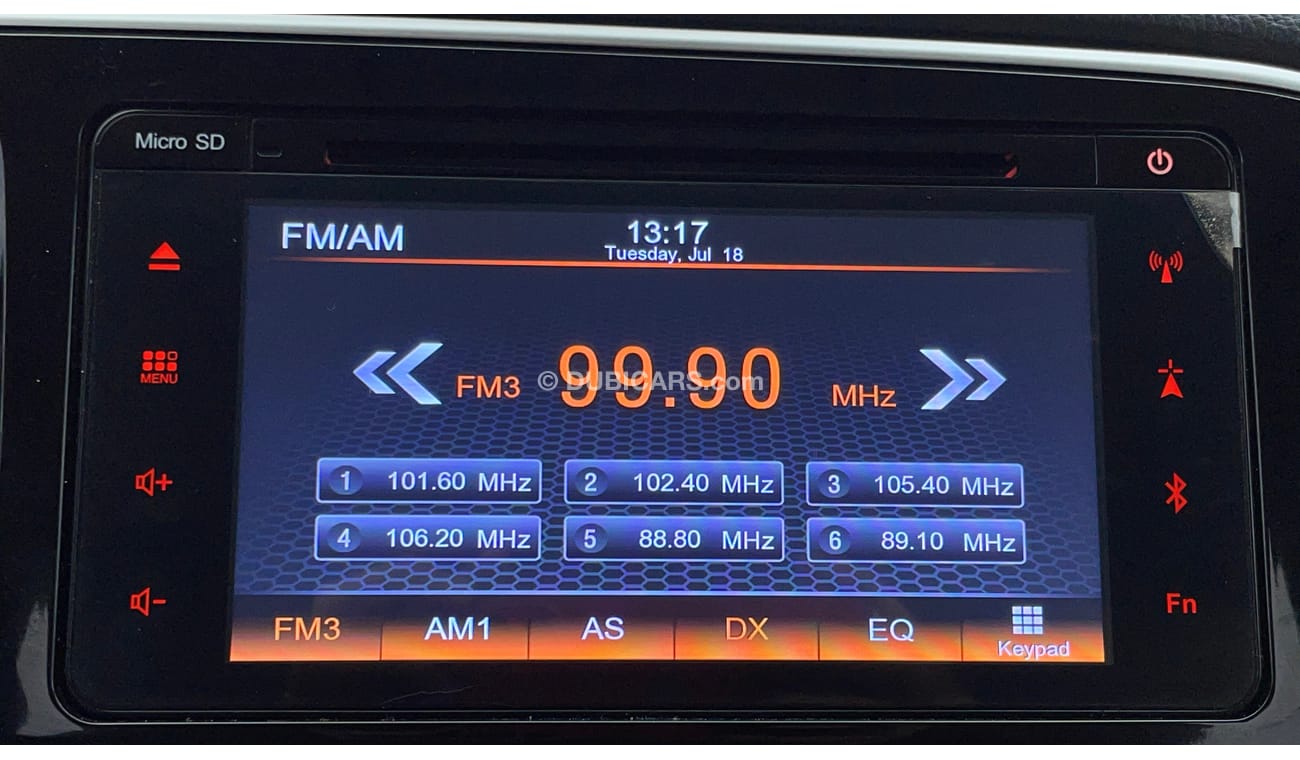 Micro SD
FM/AM
13:17
Tuesday, Jul 18
MENU
FM3 99.90 MHz
© DUBICARS.com
1 101.60 MHz
2 102.40 MHz
3 105.40 MHz
4 106.20 MHz
5 88.80 MHz
6 89.10 MHz
Fn
FM3 AM1 AS DX EQ Keypad